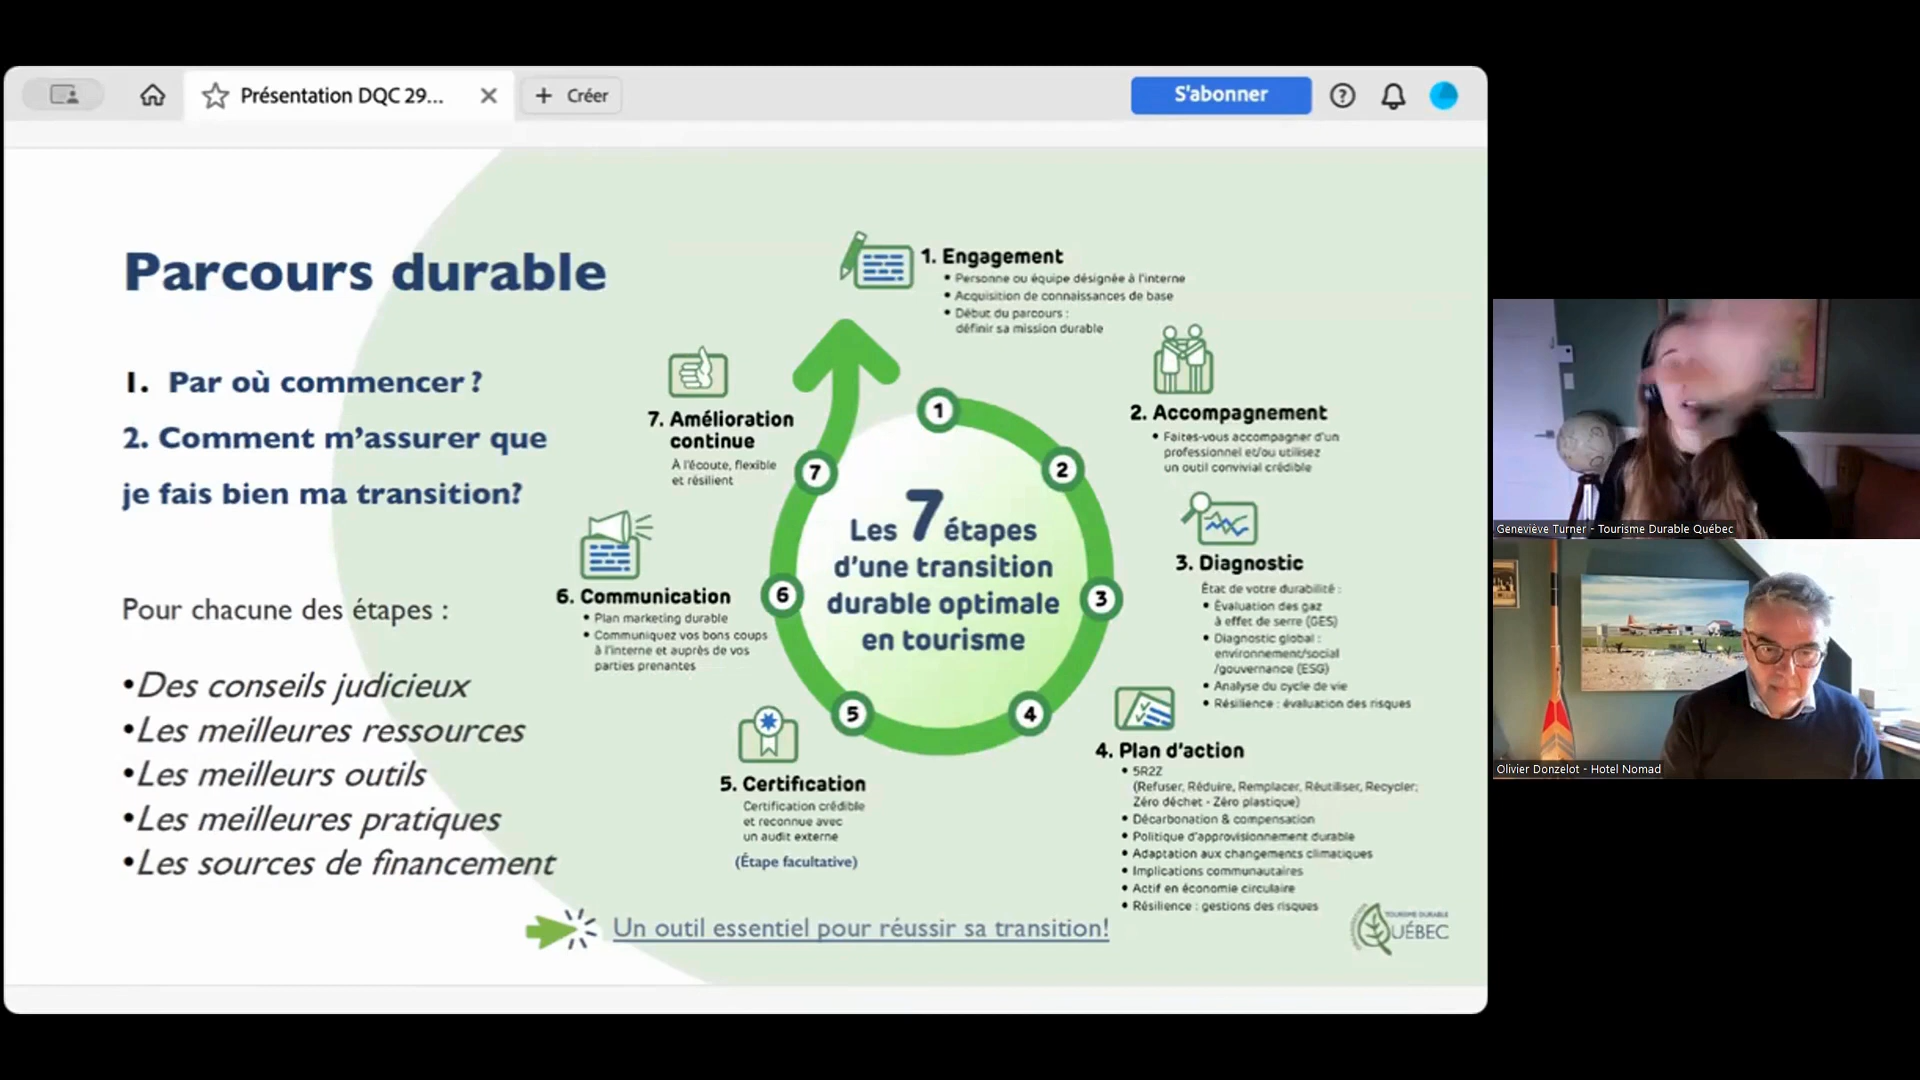 Présentation DQC 29...
Créer
S'abonner
Parcours durable
1. Par où commencer ?
2. Comment m'assurer que
je fais bien ma transition?
Pour chacune des étapes :
•Des conseils judicieux
•Les meilleures ressources
•Les meilleurs outils
•Les meilleures pratiques
•Les sources de financement
Les 7 étapes
d'une transition
durable optimale
en tourisme
1
2
3
4
5
6
7
1. Engagement
• Personne ou équipe désignée à l'interne
• Acquisition de connaissances de base
• Début du parcours :
définir sa mission durable
2. Accompagnement
• Faites-vous accompagner d'un
professionnel et/ou utilisez
un outil convivial crédible
3. Diagnostic
État de votre durabilité :
• Évaluation des gaz
à effet de serre (GES)
• Diagnostic global :
environnement/social
/gouvernance (ESG)
• Analyse du cycle de vie
• Résilience : évaluation des risques
4. Plan d'action
• 5R2Z
(Refuser, Réduire, Remplacer, Réutiliser, Recycler;
Zéro déchet - Zéro plastique)
• Décarbonation & compensation
• Politique d'approvisionnement durable
• Adaptation aux changements climatiques
• Implications communautaires
• Actif en économie circulaire
• Résilience : gestions des risques
5. Certification
Certification crédible
et reconnue avec
un audit externe
(Étape facultative)
6. Communication
• Plan marketing durable
• Communiquez vos bons coups
à l'interne et auprès de vos
parties prenantes
7. Amélioration
continue
À l'écoute, flexible
et résilient
Un outil essentiel pour réussir sa transition!
TOURISME DURABLE
QUÉBEC
Geneviève Turner - Tourisme Durable Québec
Olivier Donzelot - Hotel Nomad